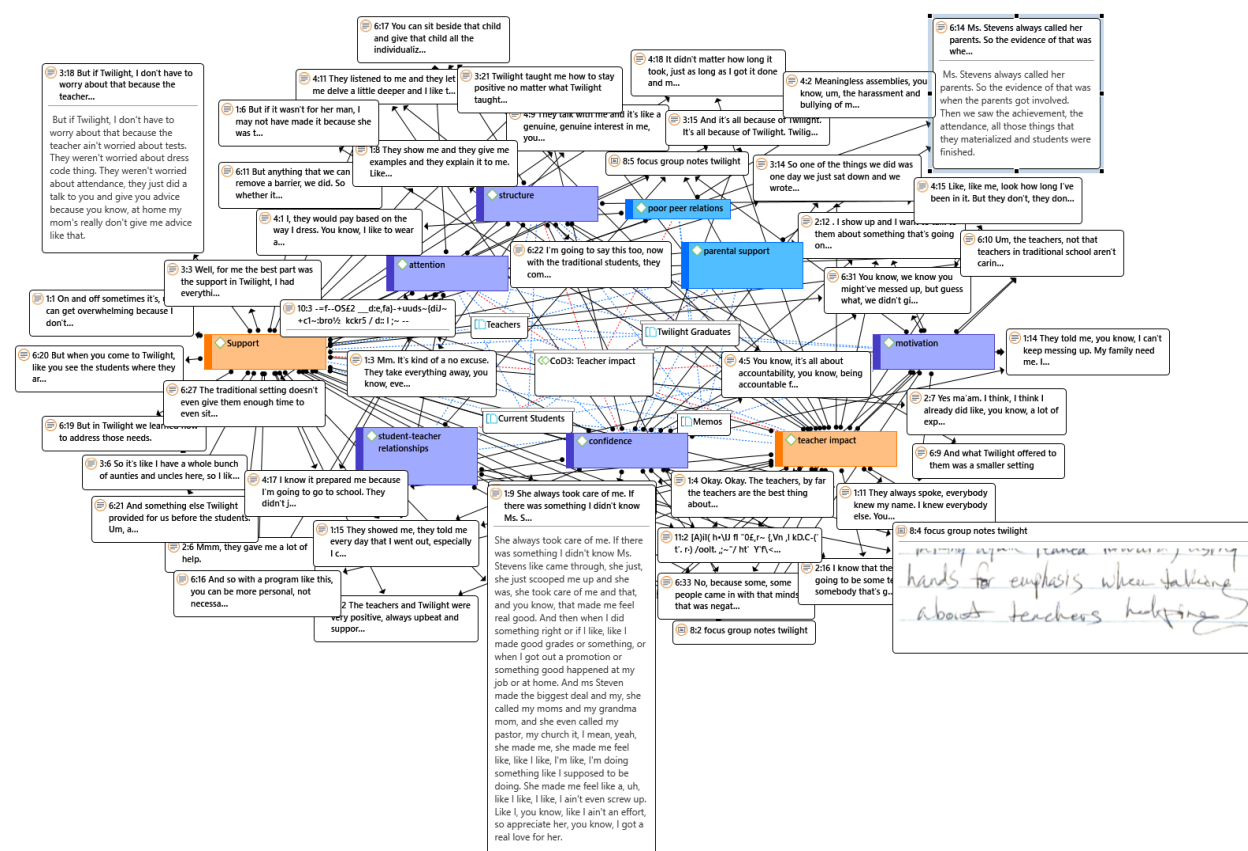 6:17 You can sit beside that child
and give that child all the
individualiz...
6:14 Ms. Stevens always called her
parents. So the evidence of that was
whe...
Ms. Stevens always called her
parents. So the evidence of that
was when the parents got involved.
Then we saw the achievement, the
attendance, all those things that
they materialized and students were
finished.
3:18 But if Twilight, I don't have to
worry about that because the
teacher...
But if Twilight, I don't have to
worry about that because the
teacher ain't worried about tests.
They weren't worried about dress
code thing. They weren't worried
about attendance, they just did a
talk to you and give you advice
because you know, at home my
mom's really don't give me advice
like that.
4:11 They listened to me and they let
me delve a little deeper and I like t...
3:21 Twilight taught me how to stay
positive no matter what Twilight
taught...
4:18 It didn't matter how long it
took, just as long as I got it done
and m...
4:2 Meaningless assemblies, you
know, um, the harassment and
bullying of m...
1:6 But if it wasn't for her man, I
may not have made it because she
was t...
4:9 They talk with me and it's like a
genuine, genuine interest in me,
you...
3:15 And it's all because of Twilight.
It's all because of Twilight. Twilig...
1:8 They show me and they give me
examples and they explain it to me.
Like...
8:5 focus group notes twilight
3:14 So one of the things we did was
one day we just sat down and we
wrote...
6:11 But anything that we can
remove a barrier, we did. So
whether it...
4:15 Like, like me, look how long I've
been in it. But they don't, they don...
structure
poor peer relations
4:1 I, they would pay based on the
way I dress. You know, I like to wear
a...
2:12 . I show up and I want
them about something that's going
on...
6:10 Um, the teachers, not that
teachers in traditional school aren't
carin...
6:22 I'm going to say this too, now
with the traditional students, they
com...
parental support
attention
3:3 Well, for me the best part was
the support in Twilight, I had
everythi...
6:31 You know, we know you
might've messed up, but guess
what, we didn't gi...
1:1 On and off sometimes it's,
can get overwhelming because I
don't...
10:3
Teachers
Twilight Graduates
Support
motivation
1:14 They told me, you know, I can't
keep messing up. My family need
me. I...
6:20 But when you come to Twilight,
like you see the students where they
ar...
1:3 Mm. It's kind of a no excuse.
They take everything away, you
know, eve...
CoD3: Teacher impact
4:5 You know, it's all about
accountability, you know, being
accountable f...
6:27 The traditional setting doesn't
even give them enough time to
even sit...
2:7 Yes ma'am. I think, I think I
already did like, you know, a lot of
exp...
6:19 But in Twilight we learned how
to address those needs.
Current Students
Memos
student-teacher
relationships
confidence
teacher impact
6:9 And what Twilight offered to
them was a smaller setting
3:6 So it's like I have a whole bunch
of aunties and uncles here, so I lik...
4:17 I know it prepared me because
I'm going to go to school. They
didn't j...
1:9 She always took care of me. If
there was something I didn't know
Ms. S...
She always took care of me. If there
was something I didn't know Ms.
Stevens like came through, she just,
she just scooped me up and she
was, she took care of me and that,
and you know, that made me feel
real good. And then when I did
something right or if I like, like I
made good grades or something, or
when I got out a promotion or
something good happened at my
job or at home. And ms Steven
made the biggest deal and my, she
called my moms and my grandma
mom, and she even called my
pastor, my church it, I mean, yeah,
she made me, she made me feel
like, like I like, I'm like, I'm doing
something like I supposed to be
doing. She made me feel like a, uh,
like I like, I like, I ain't even screw up.
Like I, you know, like I ain't an effort,
so appreciate her, you know, I got a
real love for her.
1:4 Okay. Okay. The teachers, by far
the teachers are the best thing
about...
1:11 They always spoke, everybody
knew my name. I knew everybody
else. You...
6:21 And something else Twilight
provided for us before the students.
Um, a...
1:15 They showed me, they told me
every day that I went out, especially
I c...
8:4 focus group notes twilight
hands for emphasis when talking
about teachers helping
11:2
2:6 Mmm, they gave me a lot of
help.
2:16 I know that the
going to be some te
somebody that's g...
6:16 And so with a program like this,
you can be more personal, not
necessa...
6:33 No, because some, some
people came in with that minds
that was negat...
2 The teachers and Twilight were
very positive, always upbeat and
suppor...
8:2 focus group notes twilight